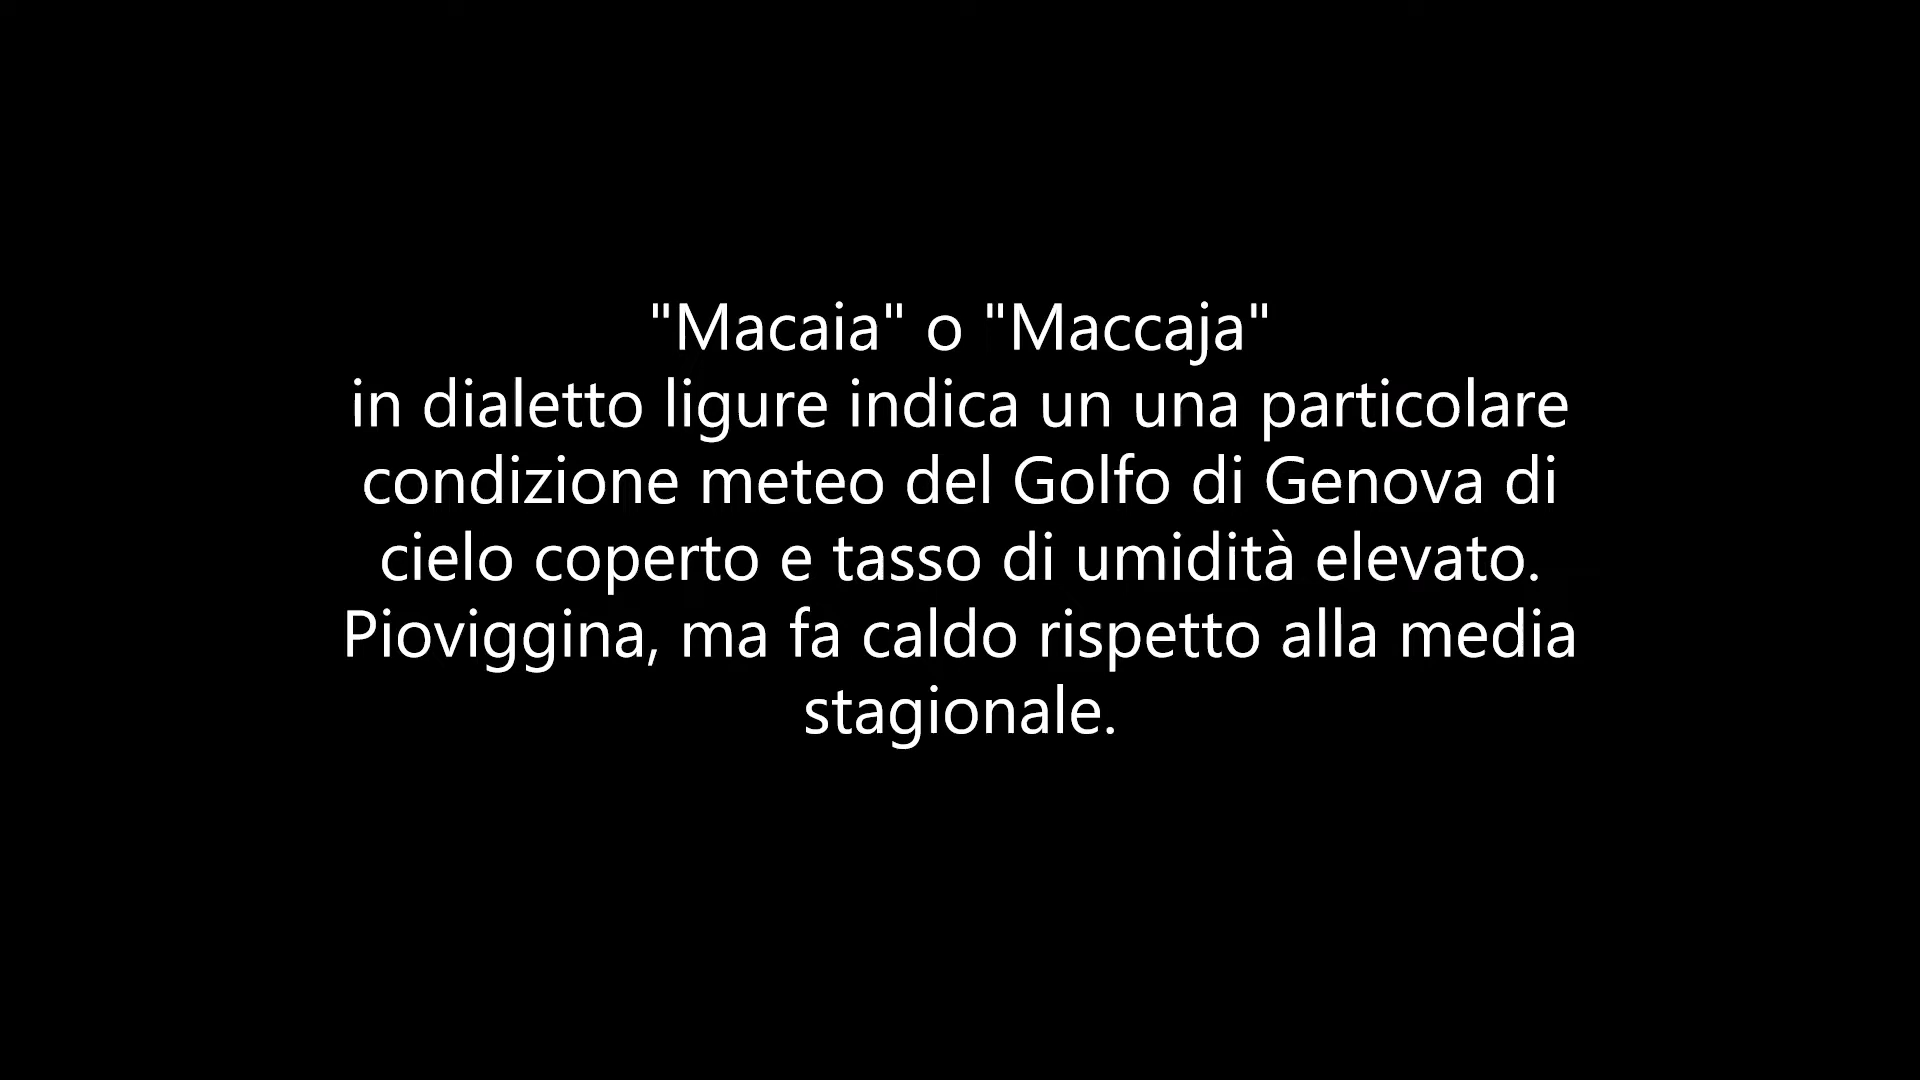 "Macaia" o "Maccaja"
in dialetto ligure indica un una particolare
condizione meteo del Golfo di Genova di
cielo coperto e tasso di umidità elevato.
Pioviggina, ma fa caldo rispetto alla media
stagionale.